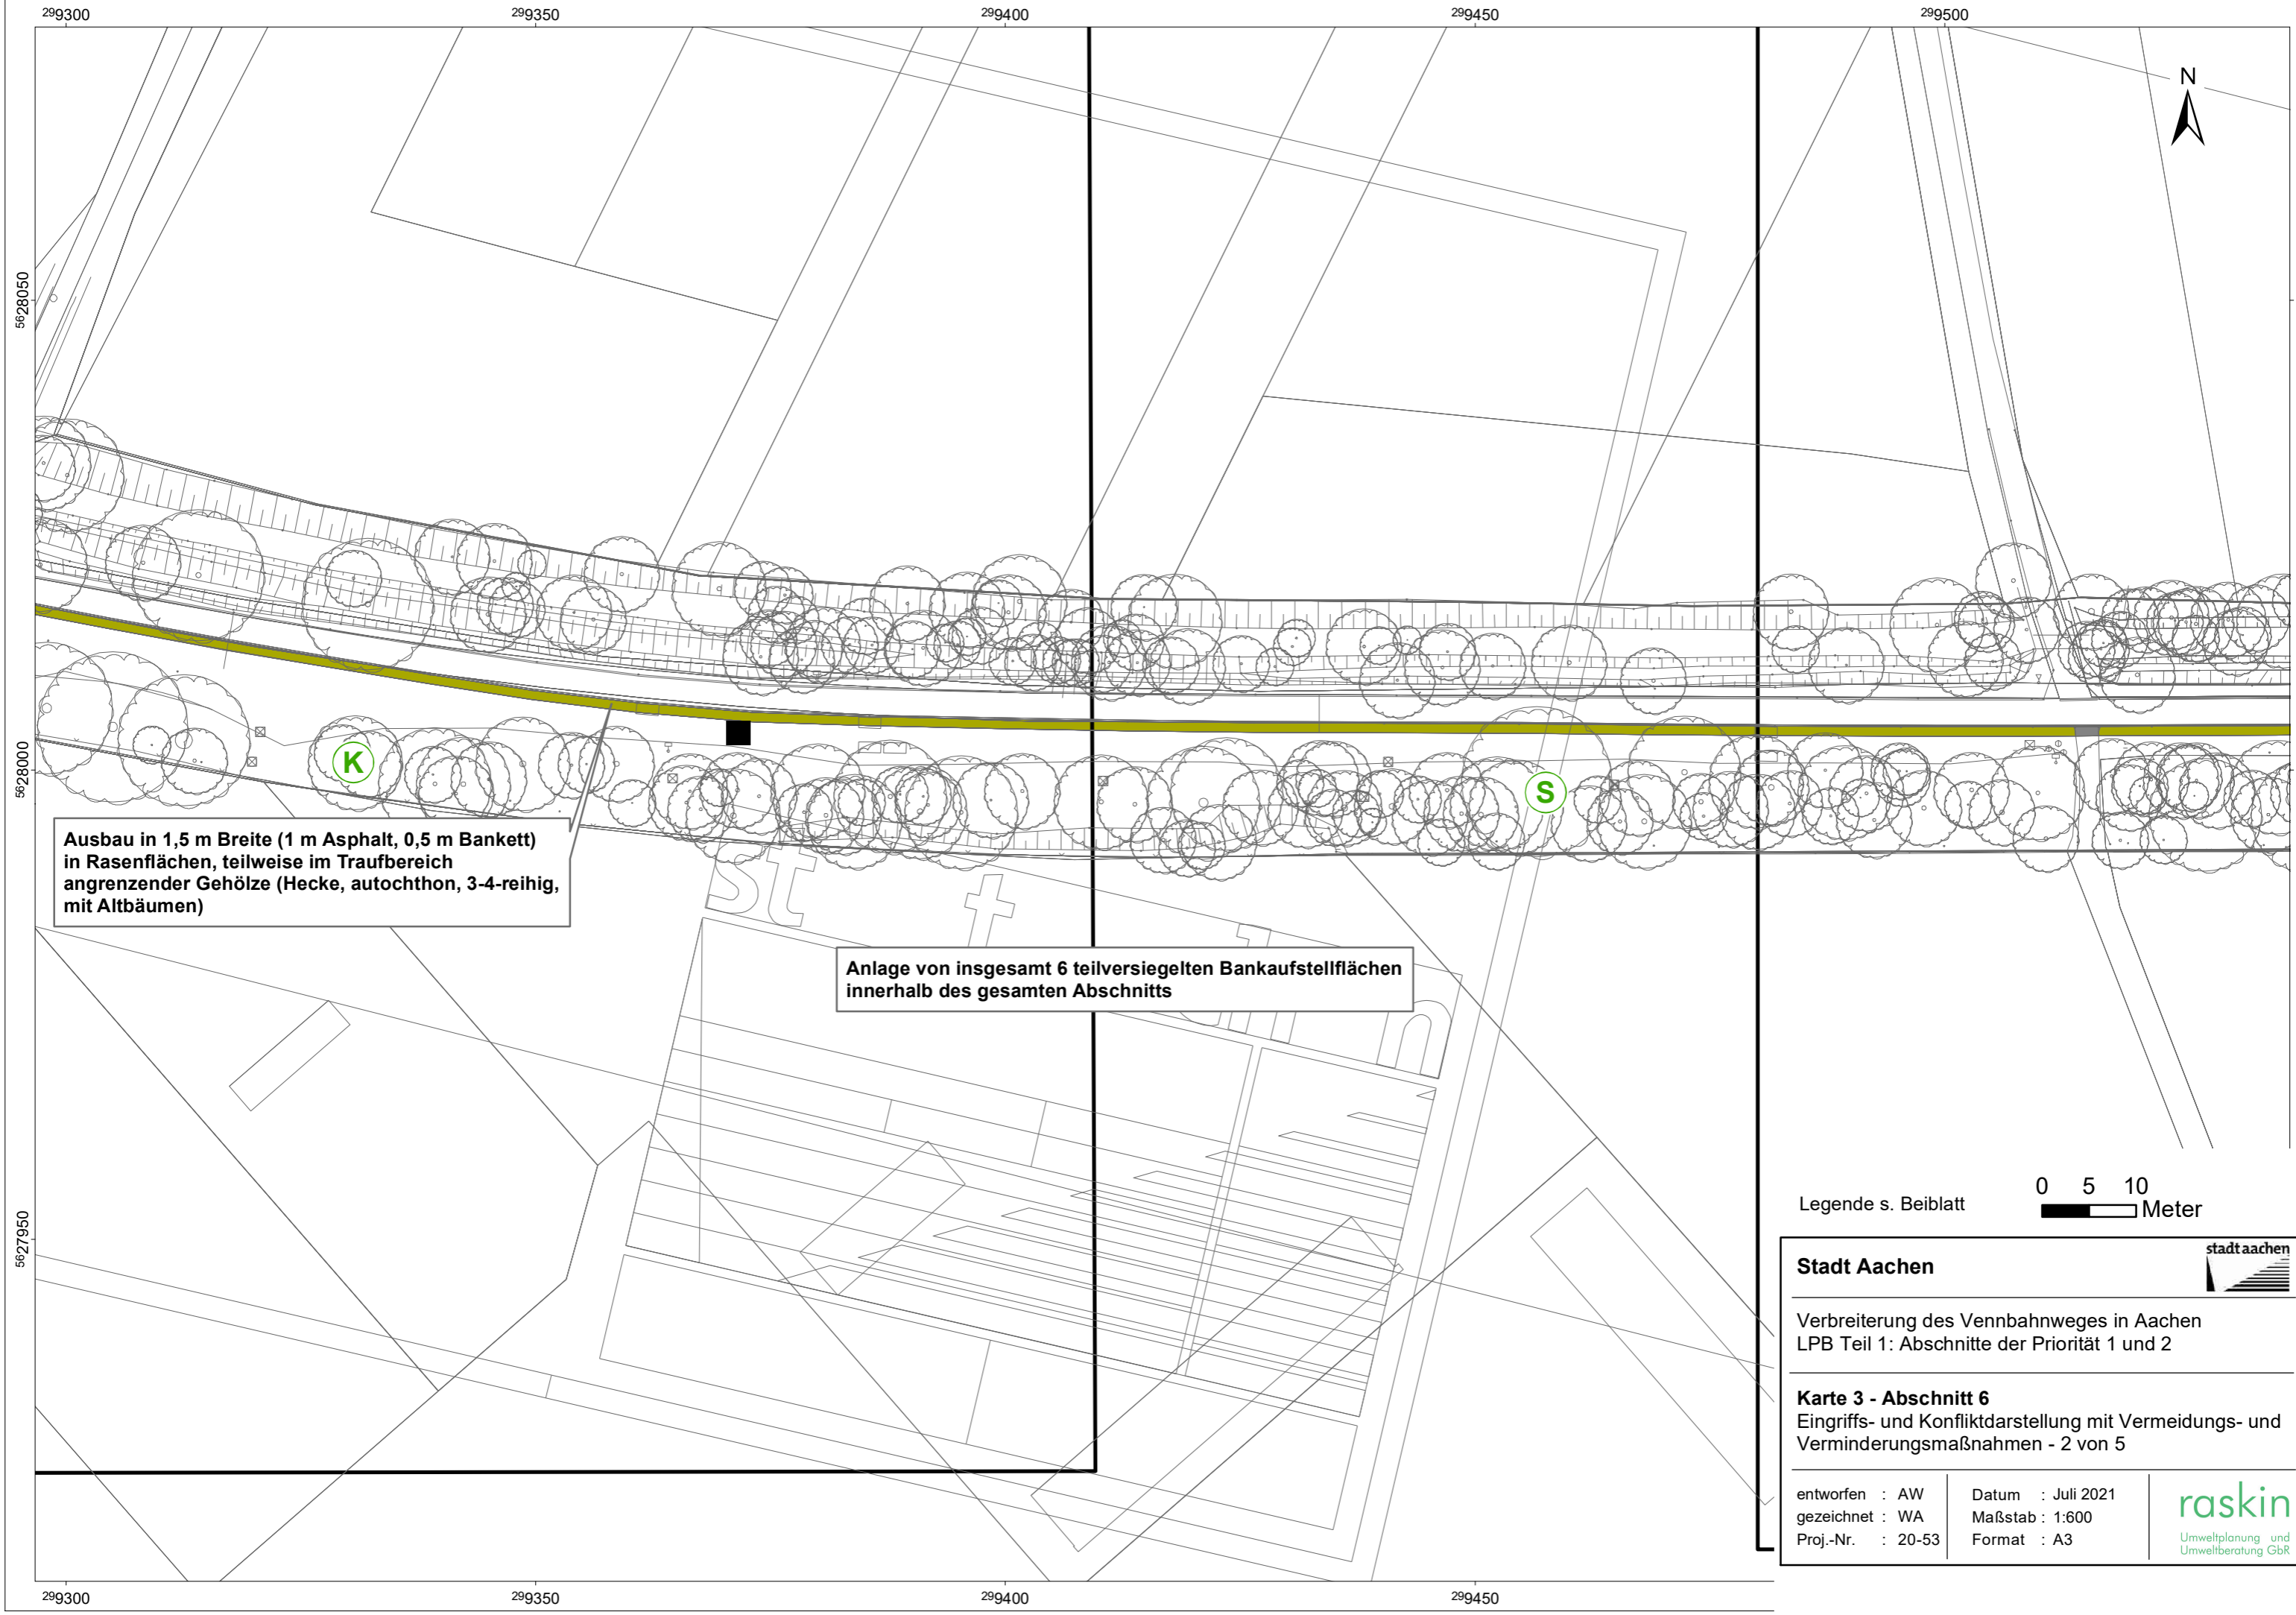 299300 299350 299400 299450 299500
N
5628050
5628000
5627950
K
S
Ausbau in 1,5 m Breite (1 m Asphalt, 0,5 m Bankett)
in Rasenflächen, teilweise im Traufbereich
angrenzender Gehölze (Hecke, autochthon, 3-4-reihig,
mit Altbäumen)
st t
Anlage von insgesamt 6 teilversiegelten Bankaufstellflächen
innerhalb des gesamten Abschnitts
Legende s. Beiblatt
0 5 10
Meter
Stadt Aachen
stadt aachen
Verbreiterung des Vennbahnweges in Aachen
LPB Teil 1: Abschnitte der Priorität 1 und 2
Karte 3 - Abschnitt 6
Eingriffs- und Konfliktdarstellung mit Vermeidungs- und
Verminderungsmaßnahmen - 2 von 5
entworfen : AW
gezeichnet : WA
Proj.-Nr. : 20-53
Datum : Juli 2021
Maßstab : 1:600
Format : A3
raskin
Umweltplanung und
Umweltberatung GbR
299300 299350 299400 299450